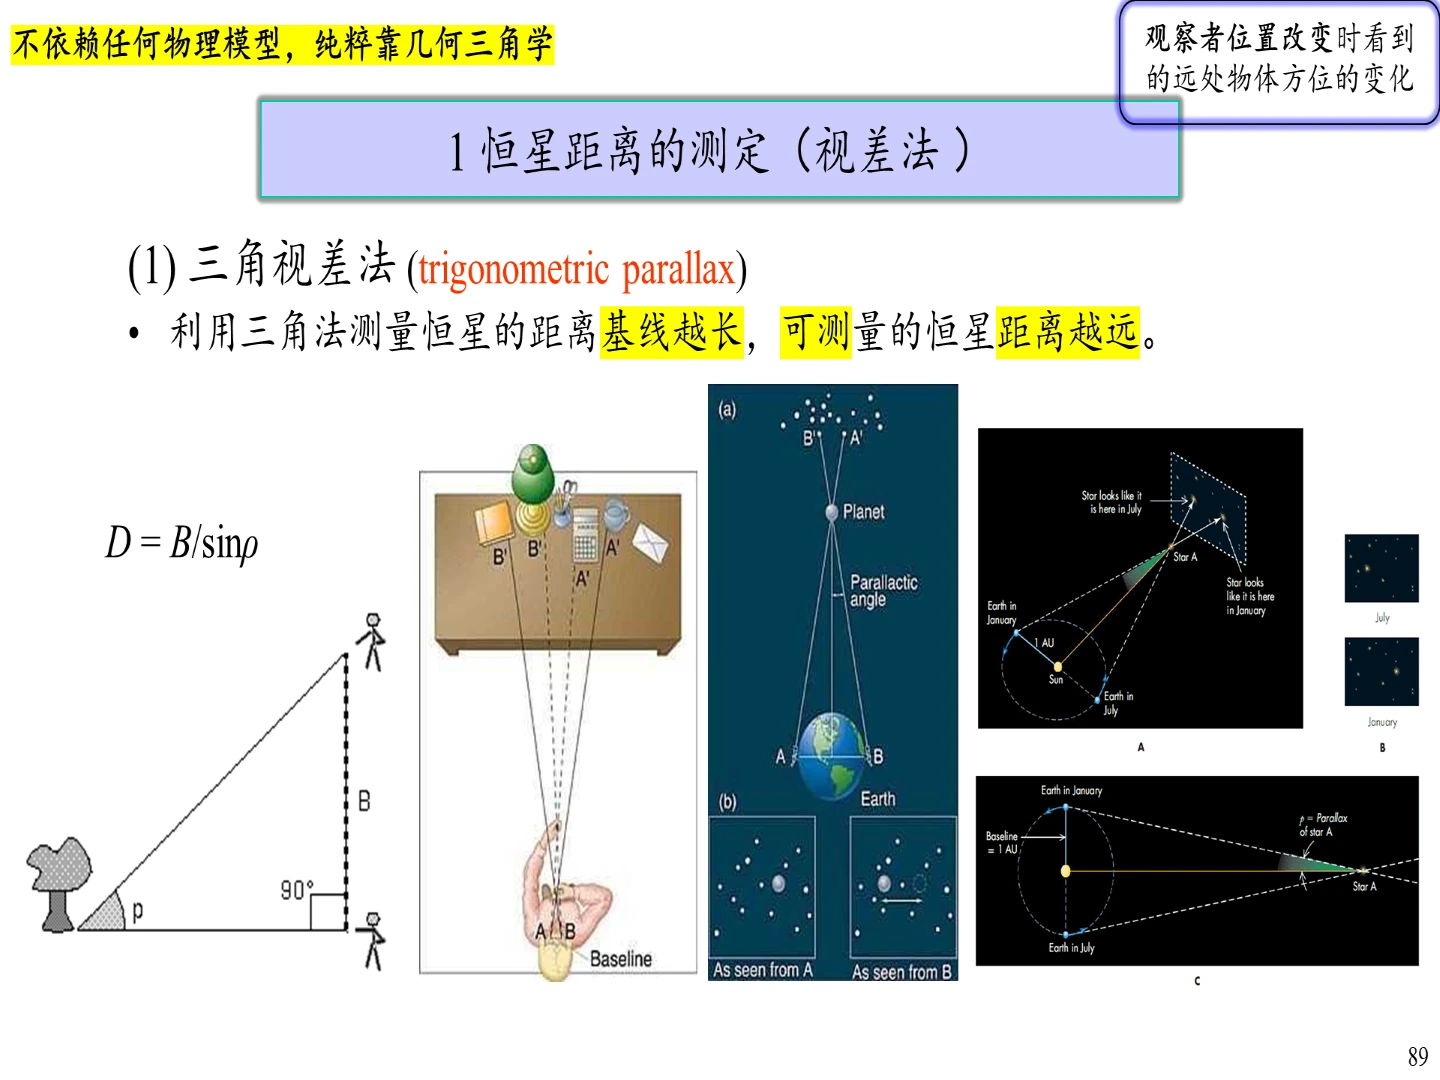 不依赖任何物理模型，纯粹靠几何三角学
观察者位置改变时看到
的远处物体方位的变化
1 恒星距离的测定（视差法 ）
(1) 三角视差法 (trigonometric parallax)
• 利用三角法测量恒星的距离基线越长，可测量的恒星距离越远。
D = B/sinρ
B
90°
p
B'
B'
A'
A'
A
B
Baseline
(a)
B'
A'
Planet
Parallactic
angle
A
B
Earth
(b)
As seen from A
As seen from B
Star looks like it
is here in July
Star A
Star looks
like it is here
in January
Earth in
January
1 AU
Sun
Earth in
July
A
July
January
B
Earth in January
Baseline
= 1 AU
p = Parallax
of star A
Star A
Earth in July
C
89